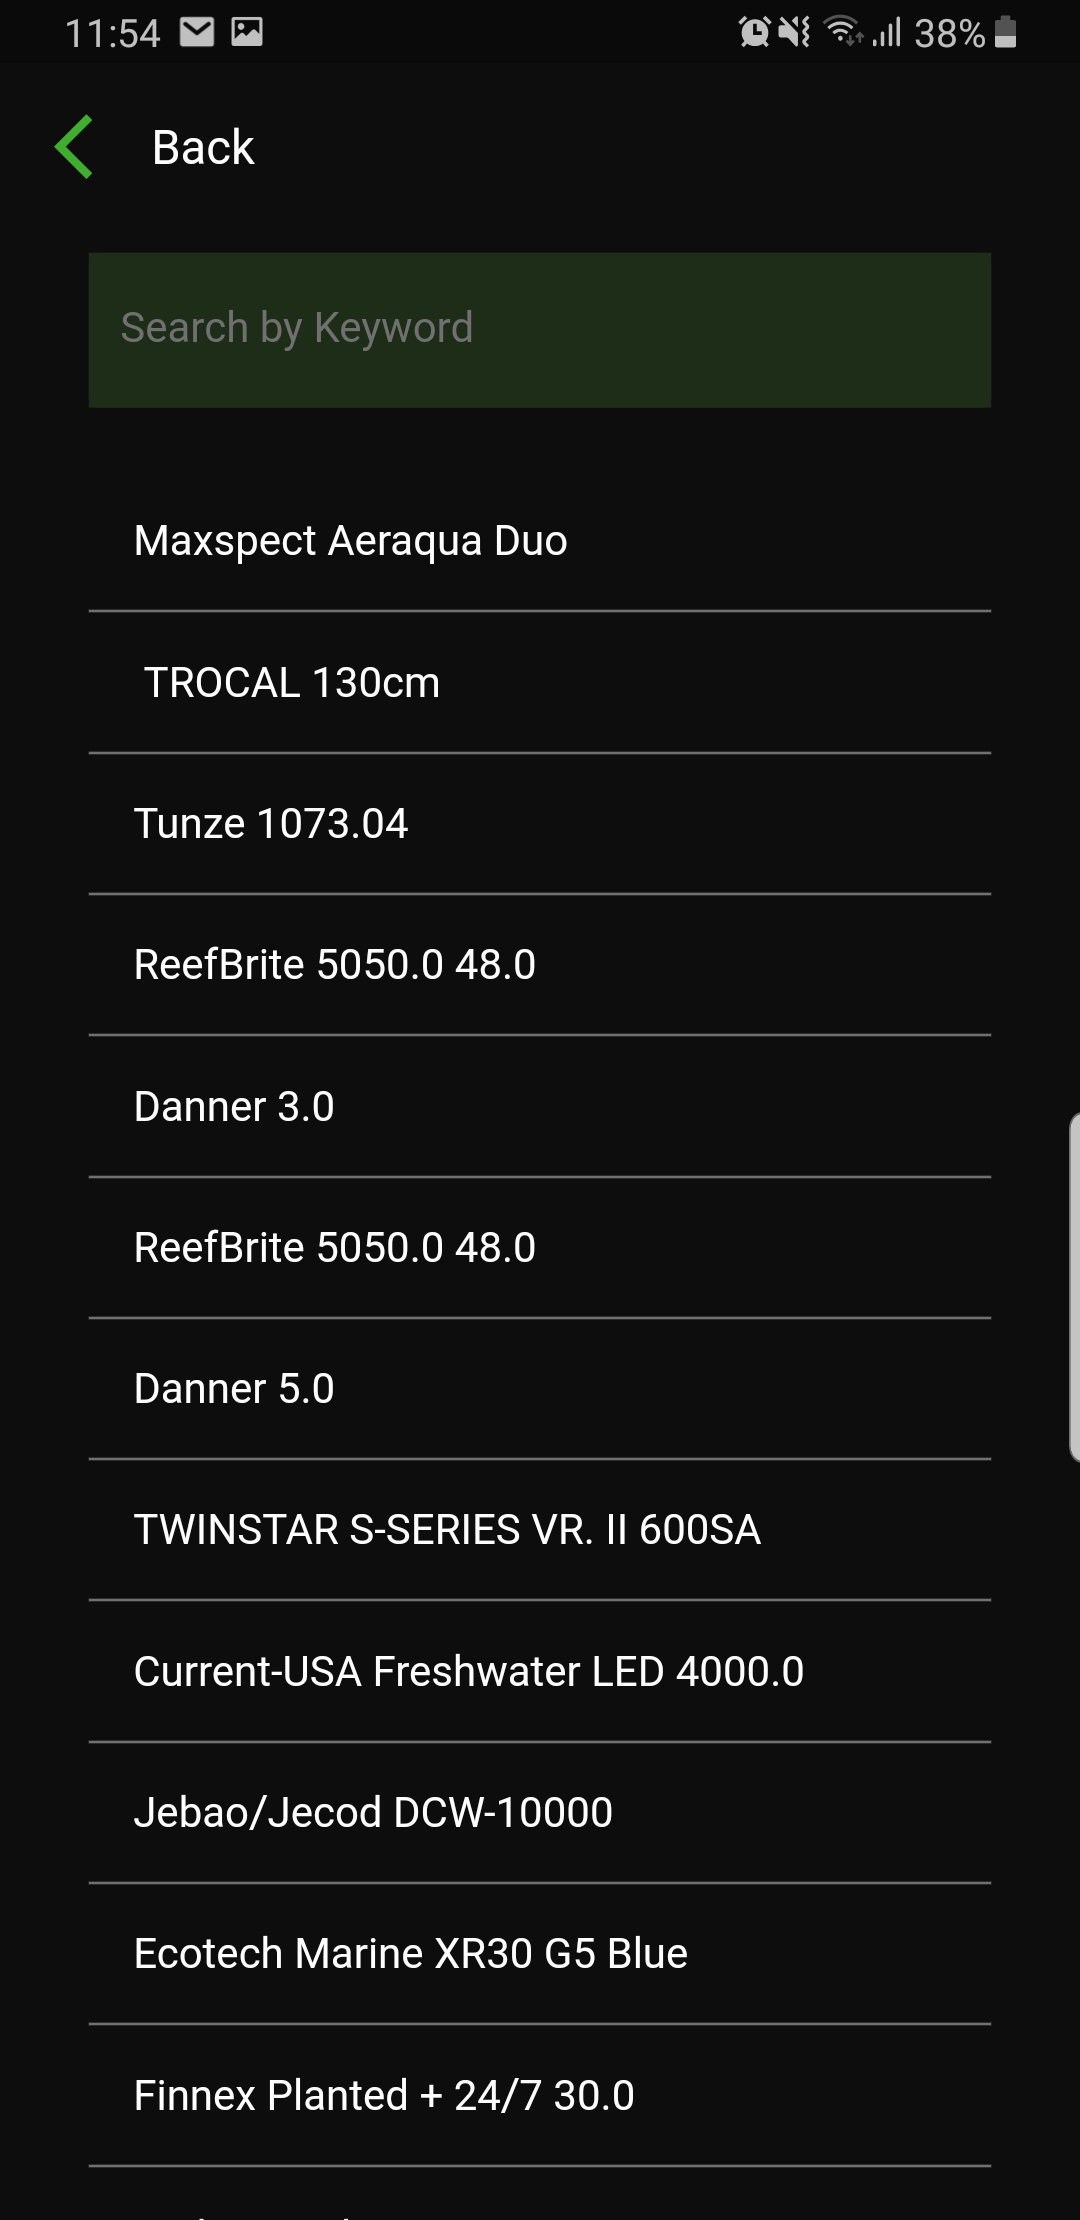 11:54
38%
Back
Search by Keyword
Maxspect Aeraqua Duo
TROCAL 130cm
Tunze 1073.04
ReefBrite 5050.0 48.0
Danner 3.0
ReefBrite 5050.0 48.0
Danner 5.0
TWINSTAR S-SERIES VR. II 600SA
Current-USA Freshwater LED 4000.0
Jebao/Jecod DCW-10000
Ecotech Marine XR30 G5 Blue
Finnex Planted + 24/7 30.0